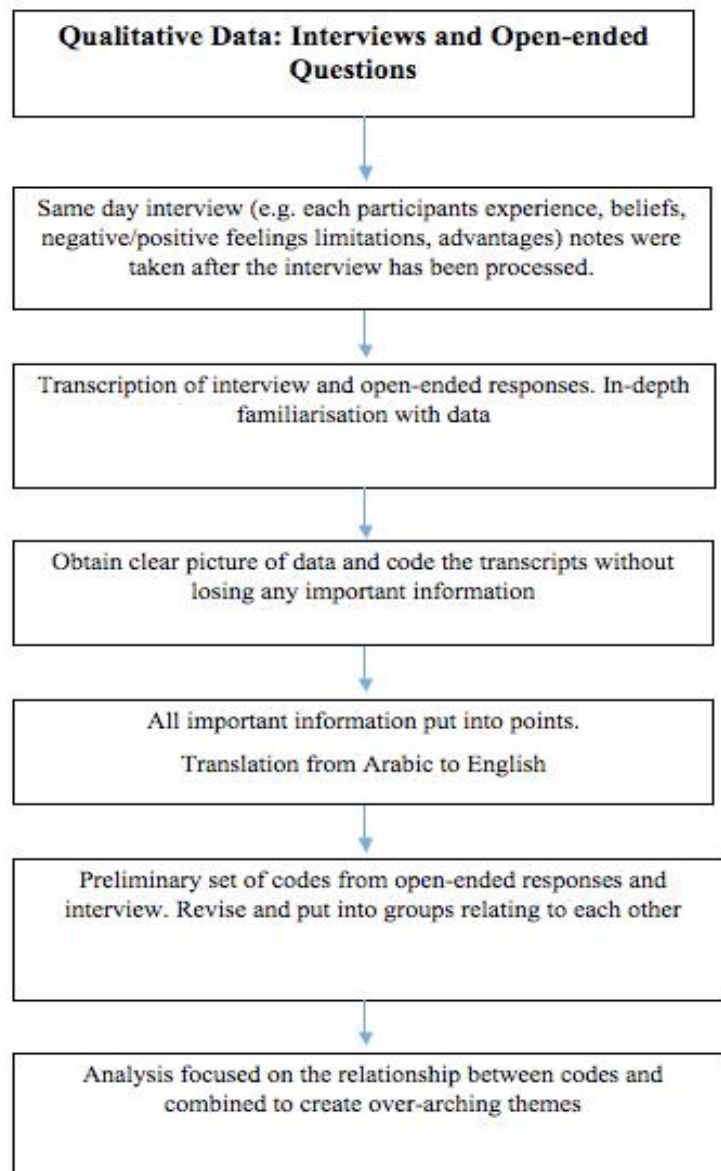 Qualitative Data: Interviews and Open-ended
Questions
Same day interview (e.g. each participants experience, beliefs,
negative/positive feelings limitations, advantages) notes were
taken after the interview has been processed.
Transcription of interview and open-ended responses. In-depth
familiarisation with data
Obtain clear picture of data and code the transcripts without
losing any important information
All important information put into points.
Translation from Arabic to English
Preliminary set of codes from open-ended responses and
interview. Revise and put into groups relating to each other
Analysis focused on the relationship between codes and
combined to create over-arching themes